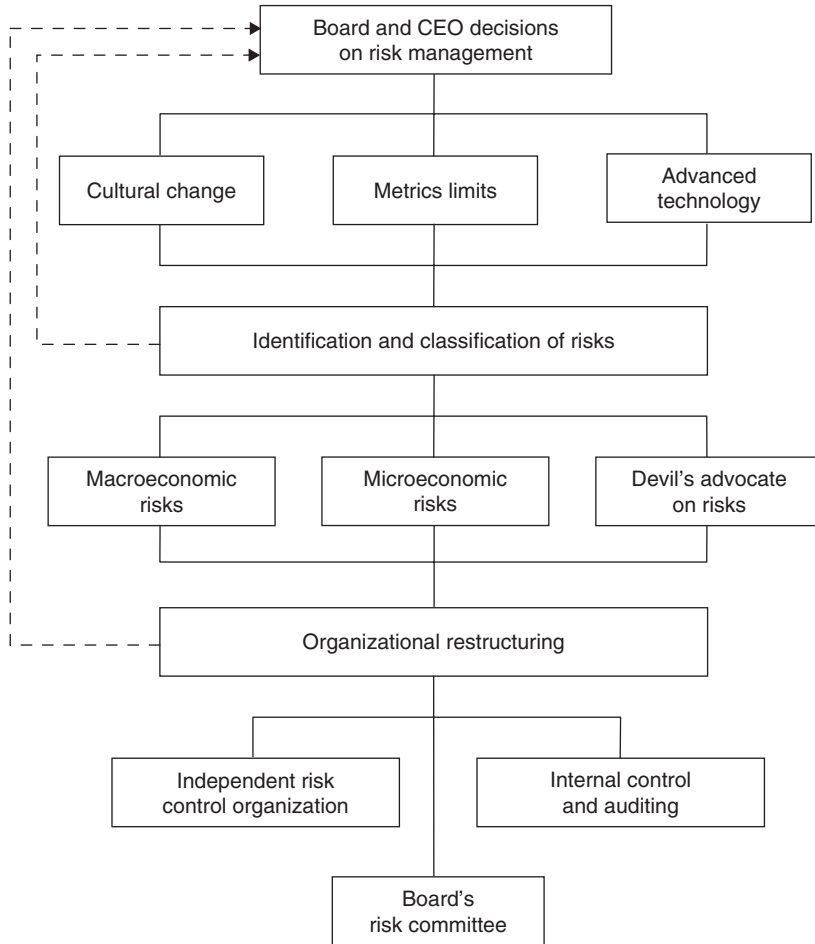 Board and CEO decisions
on risk management
Cultural change
Metrics limits
Advanced
technology
Identification and classification of risks
Macroeconomic
risks
Microeconomic
risks
Devil's advocate
on risks
Organizational restructuring
Independent risk
control organization
Internal control
and auditing
Board's
risk committee